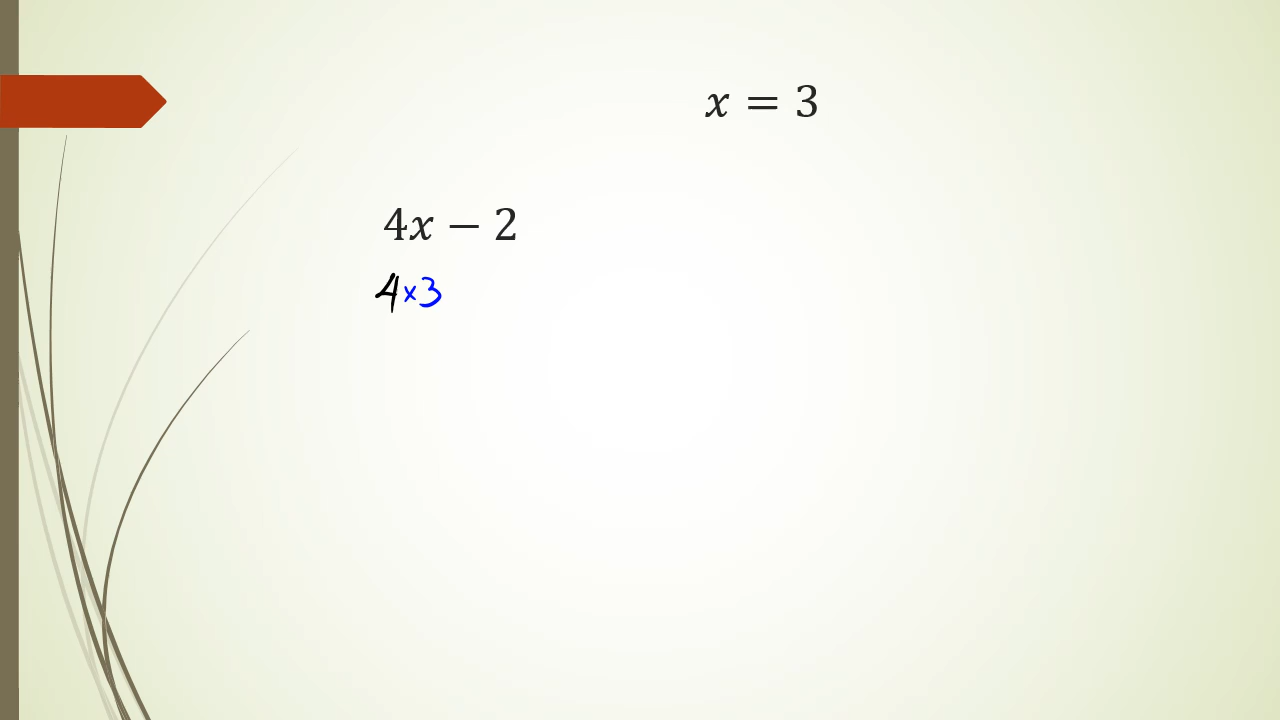 x = 3
4x − 2
4×3